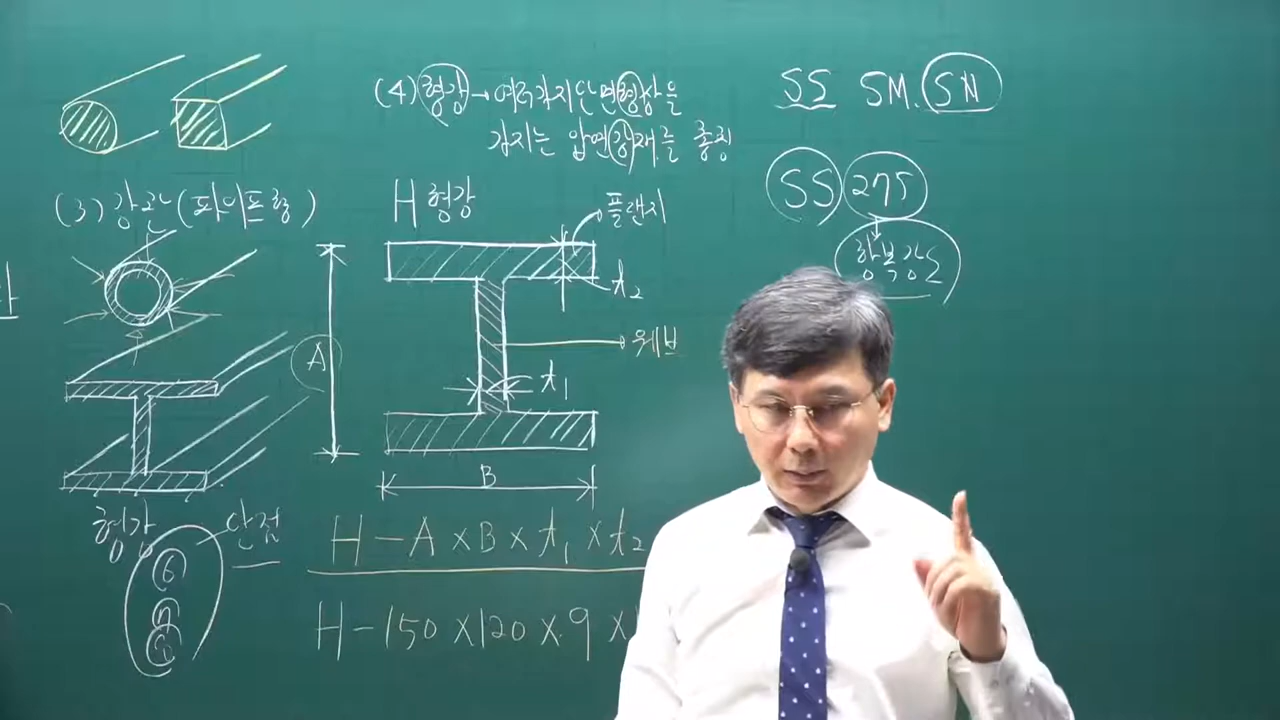 (3) 강관(파이프형)
형강
단점
(4) 형강 → 여러가지 단면형상을
갖지는 압연강재를 총칭
H 형강
플랜지
t₂
웨브
t₁
A
B
H - A × B × t₁ × t₂
H - 150 × 120 × 9 ×
SS SM. SN
SS 275
항복강도